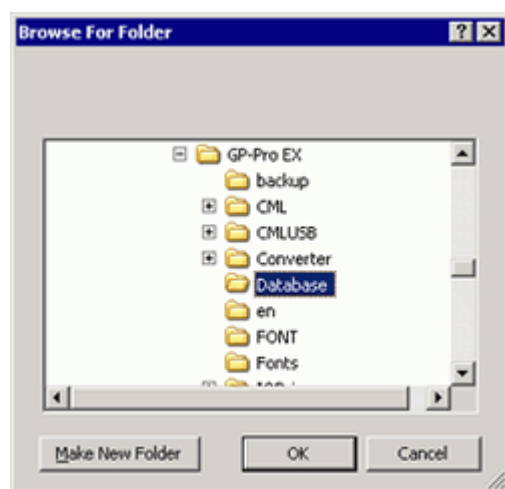 Browse For Folder
GP-Pro EX
backup
CML
CMLUSB
Converter
Database
en
FONT
Fonts
Make New Folder
OK
Cancel